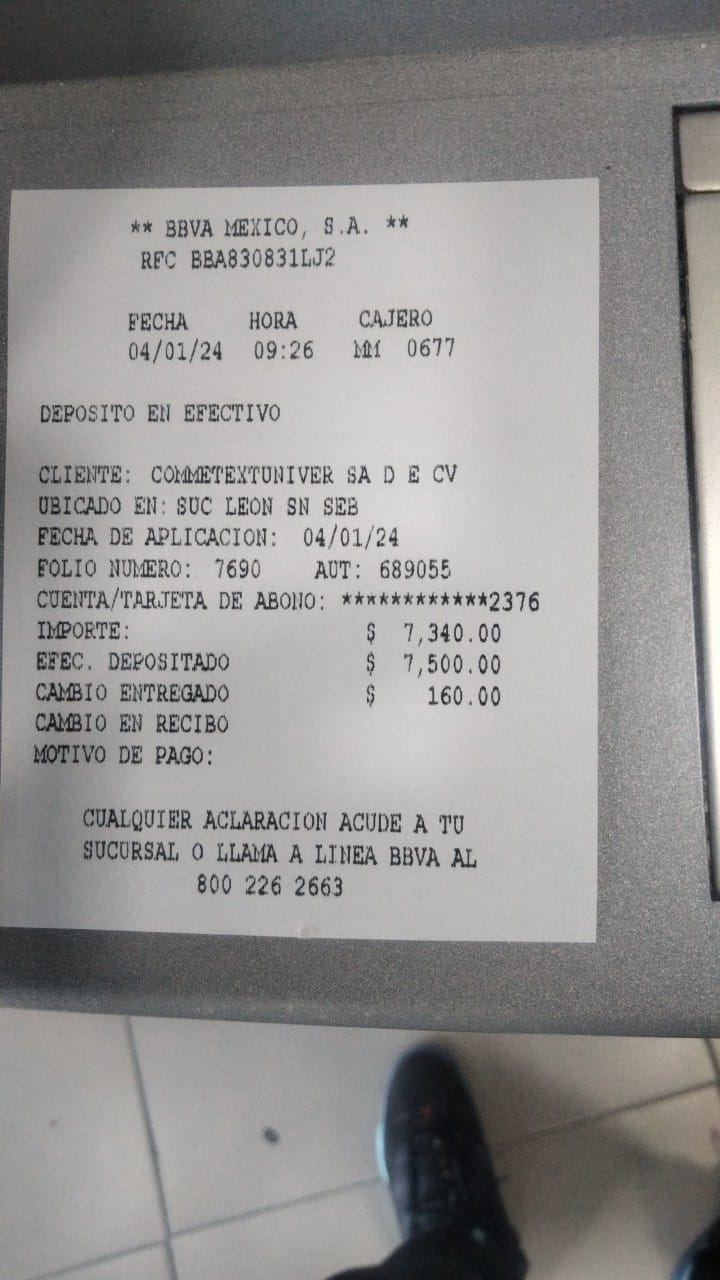 ** BBVA MEXICO, S.A. **
RFC BBA830831LJ2
FECHA HORA CAJERO
04/01/24 09:26 MM 0677
DEPOSITO EN EFECTIVO
CLIENTE: COMMETEXTUNIVER SA D E CV
UBICADO EN: SUC LEON SN SEB
FECHA DE APLICACION: 04/01/24
FOLIO NUMERO: 7690 AUT: 689055
CUENTA/TARJETA DE ABONO: ************2376
IMPORTE: $ 7,340.00
EFEC. DEPOSITADO $ 7,500.00
CAMBIO ENTREGADO $ 160.00
CAMBIO EN RECIBO
MOTIVO DE PAGO:
CUALQUIER ACLARACION ACUDE A TU
SUCURSAL O LLAMA A LINEA BBVA AL
800 226 2663